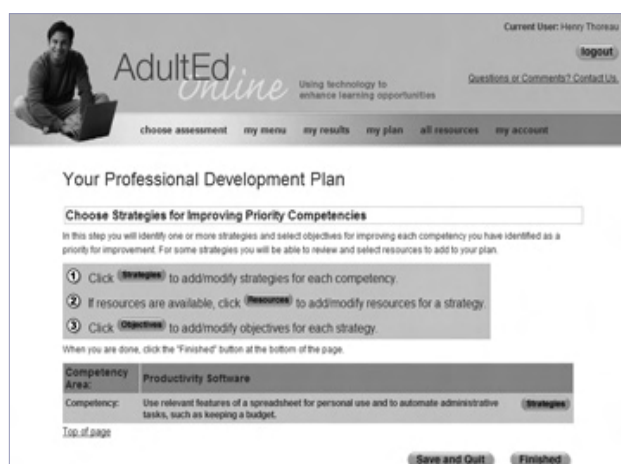 Current User: Henry Thoreau
logout
AdultEd
Online
Using technology to
enhance learning opportunities
Questions or Comments? Contact Us.
choose assessment my menu my results my plan all resources my account
Your Professional Development Plan
Choose Strategies for Improving Priority Competencies
In this step you will identify one or more strategies and select objectives for improving each competency you have identified as a
priority for improvement. For some strategies you will be able to review and select resources to add to your plan.
1 Click Strategies to add/modify strategies for each competency.
2 If resources are available, click Resources to add/modify resources for a strategy.
3 Click Objectives to add/modify objectives for each strategy.
When you are done, click the "Finished" button at the bottom of the page.
Competency Area: Productivity Software
Competency: Use relevant features of a spreadsheet for personal use and to automate administrative Strategies
tasks, such as keeping a budget.
Top of page
Save and Quit Finished